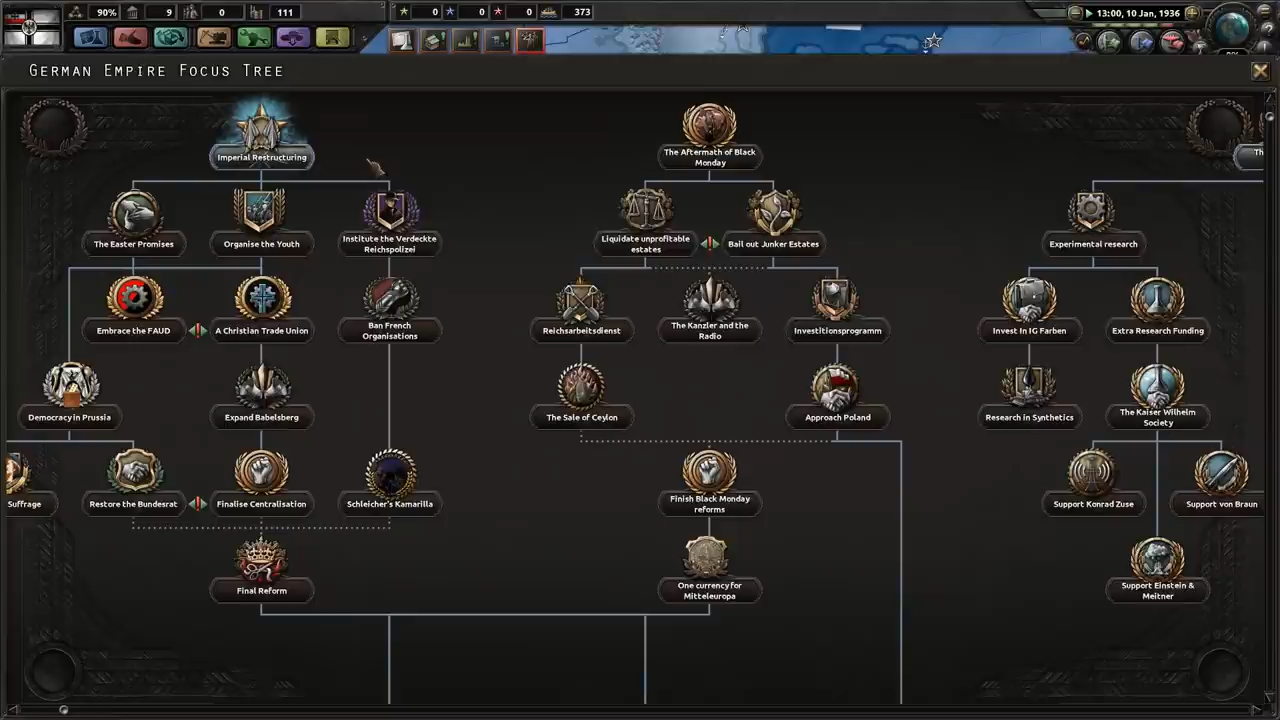 90%
9
0
111
0
0
0
373
13:00, 10 Jan, 1936
German Empire Focus Tree
Imperial Restructuring
The Aftermath of Black
Monday
Th
The Easter Promises
Organise the Youth
Institute the Verdeckte
Reichspolizei
Liquidate unprofitable
estates
Bail out Junker Estates
Experimental research
Embrace the FAUD
A Christian Trade Union
Ban French
Organisations
Reichsarbeitsdienst
The Kanzler and the
Radio
Investitionsprogramm
Invest In IG Farben
Extra Research Funding
Democracy in Prussia
Expand Babelsberg
The Sale of Ceylon
Approach Poland
Research in Synthetics
The Kaiser Wilhelm
Society
Suffrage
Restore the Bundesrat
Finalise Centralisation
Schleicher's Kamarilla
Finish Black Monday
reforms
Support Konrad Zuse
Support von Braun
Final Reform
One currency for
Mitteleuropa
Support Einstein &
Meitner